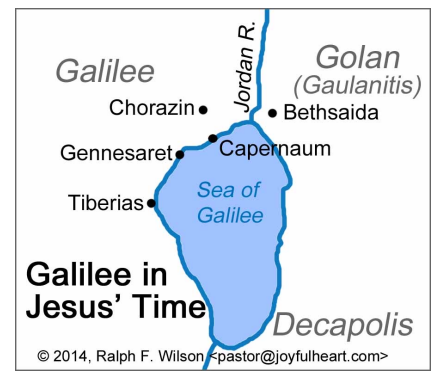 Galilee
Jordan R.
Golan
(Gaulanitis)
Chorazin
Bethsaida
Gennesaret
Capernaum
Tiberias
Sea of
Galilee
Galilee in
Jesus' Time
Decapolis
© 2014, Ralph F. Wilson <pastor@joyfulheart.com>